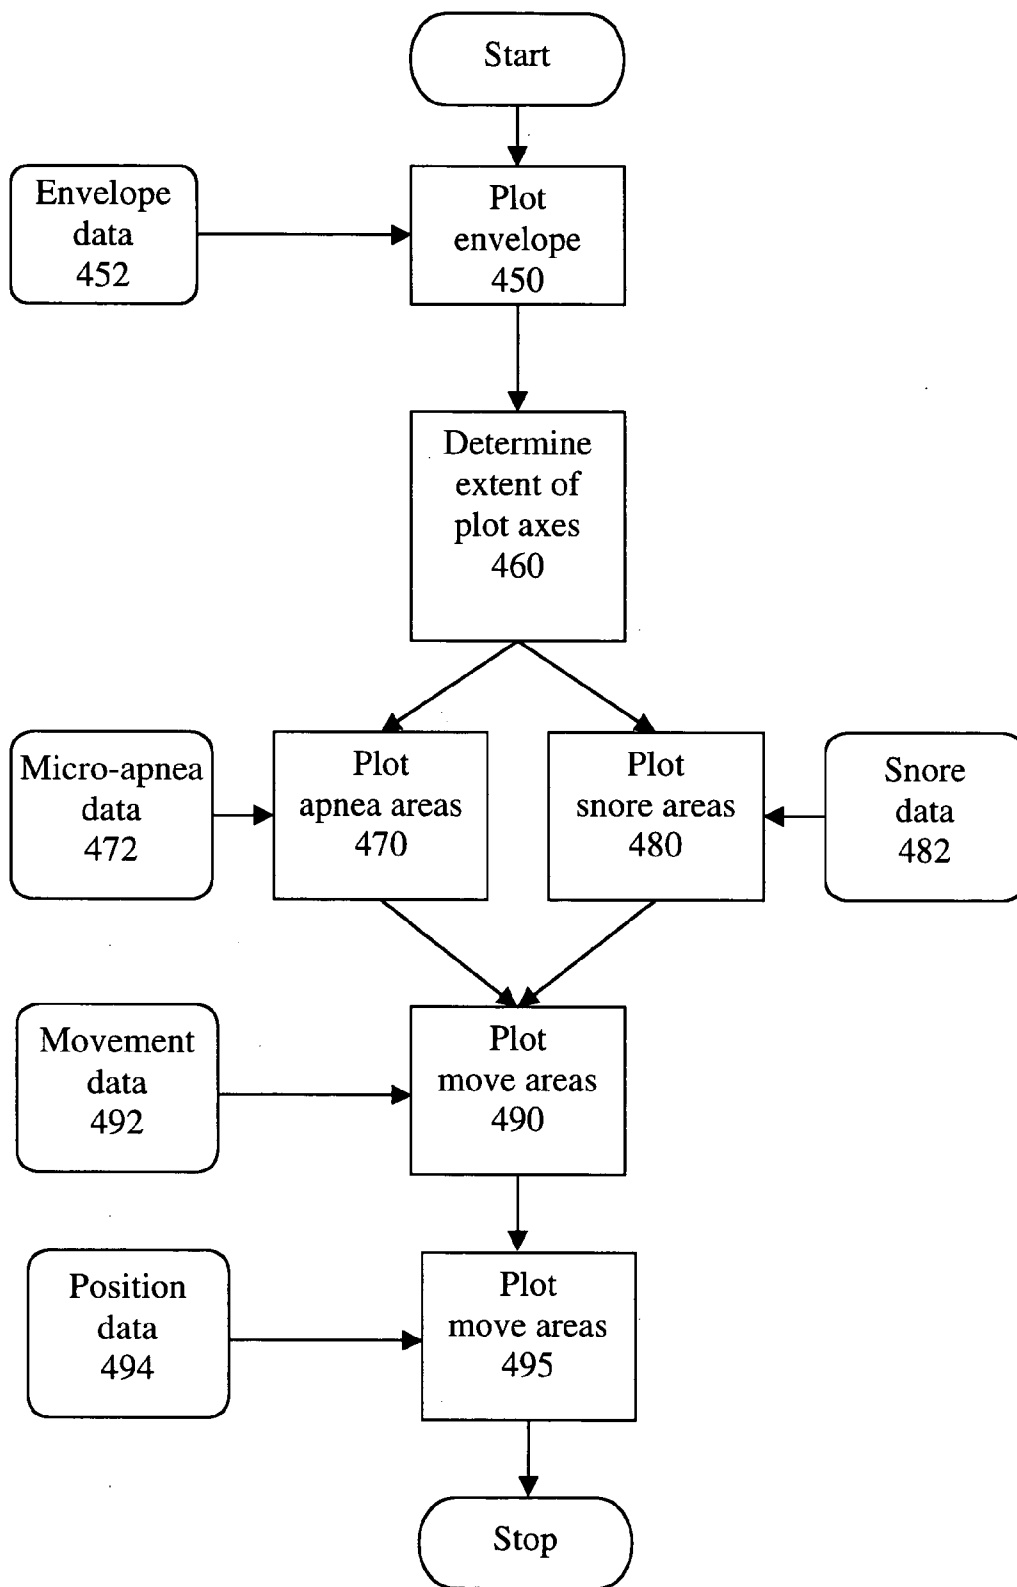 Start
Envelope
data
452
Plot
envelope
450
Determine
extent of
plot axes
460
Micro-apnea
data
472
Plot
apnea areas
470
Plot
snore areas
480
Snore
data
482
Movement
data
492
Plot
move areas
490
Position
data
494
Plot
move areas
495
Stop